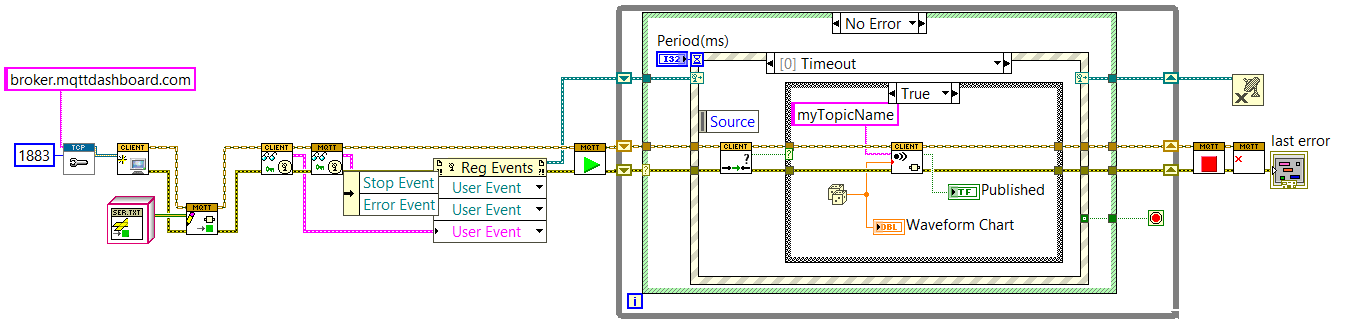 No Error
Period(ms)
I32
[0] Timeout
broker.mqttdashboard.com
True
myTopicName
Source
1883
TCP
CLIENT
CLIENT
MQTT
Reg Events
MQTT
CLIENT
?
CLIENT
MQTT
MQTT
last error
Stop Event
User Event
Error Event
User Event
User Event
SER.TXT
MQTT
TF
Published
DBL
Waveform Chart
i